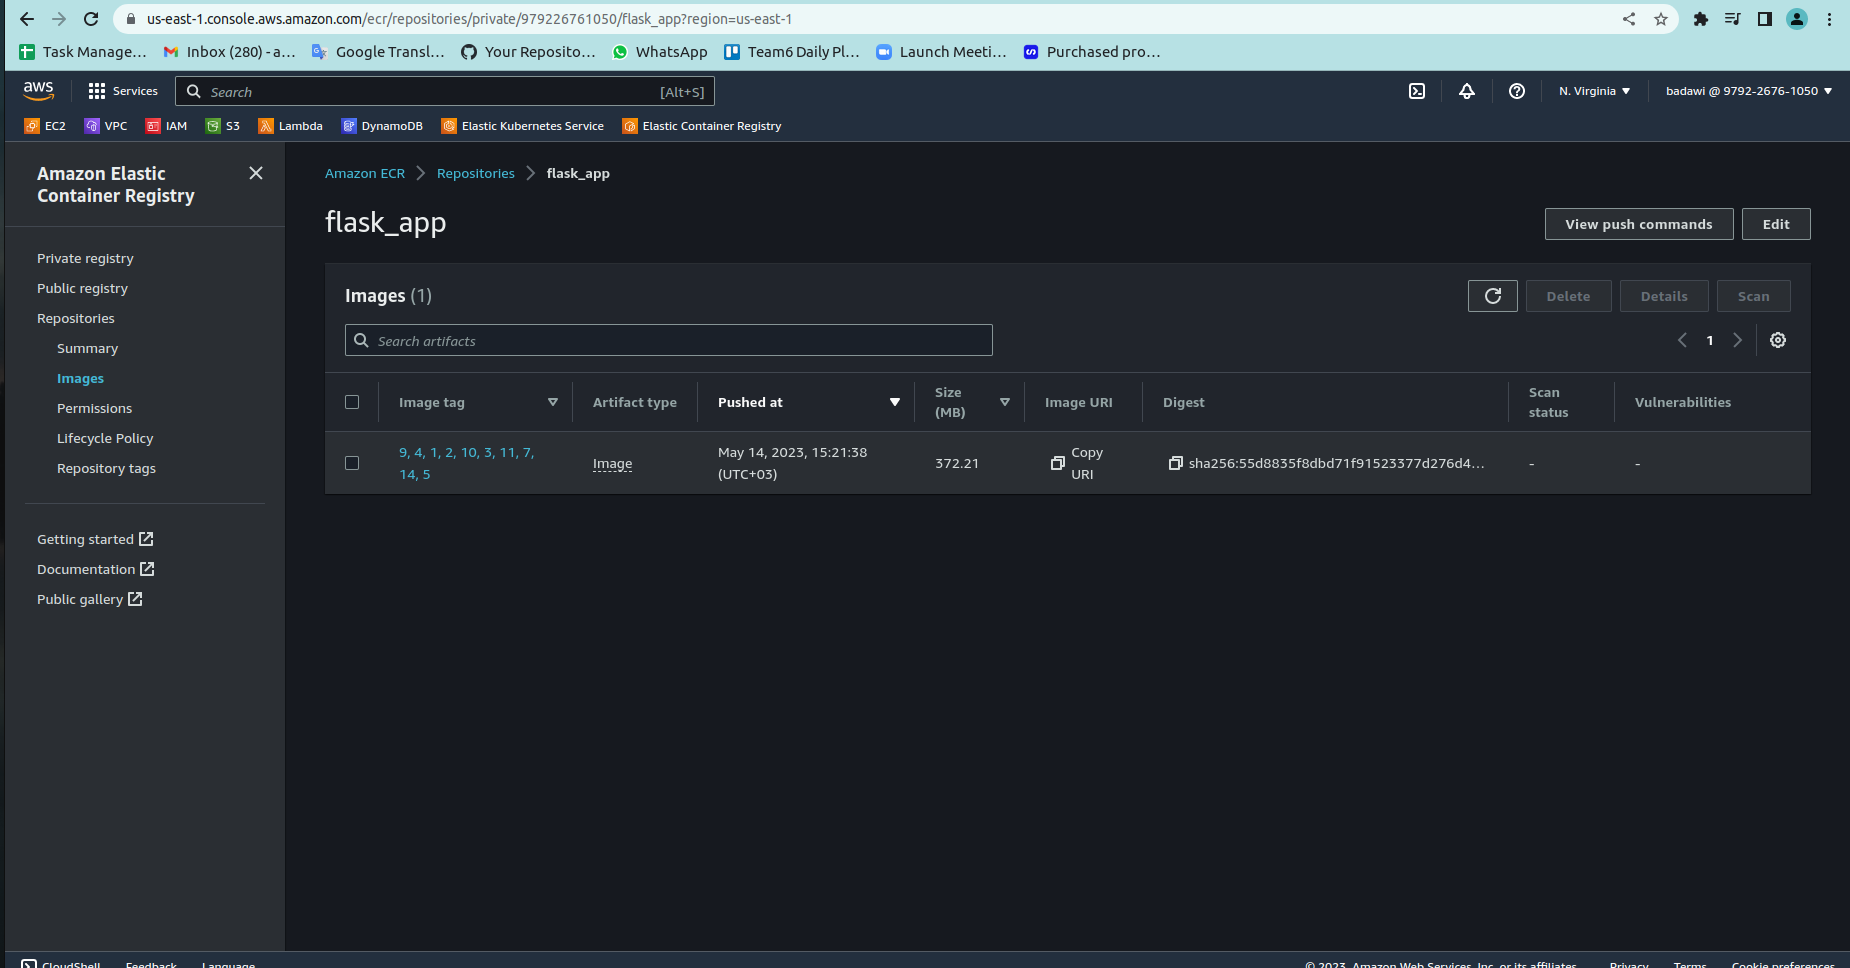 us-east-1.console.aws.amazon.com/ecr/repositories/private/979226761050/flask_app?region=us-east-1
Task Manage... Inbox (280) - a... Google Transl... Your Reposito... WhatsApp Team6 Daily Pl... Launch Meeti... Purchased pro...
aws Services Search [Alt+S] N. Virginia badawi @ 9792-2676-1050
EC2 VPC IAM S3 Lambda DynamoDB Elastic Kubernetes Service Elastic Container Registry
Amazon Elastic
Container Registry
Private registry
Public registry
Repositories
Summary
Images
Permissions
Lifecycle Policy
Repository tags
Getting started
Documentation
Public gallery
Amazon ECR Repositories flask_app
flask_app
View push commands Edit
Images (1)
Delete Details Scan
Search artifacts
1
Image tag Artifact type Pushed at Size (MB) Image URI Digest Scan status Vulnerabilities
9, 4, 1, 2, 10, 3, 11, 7,
14, 5
Image
May 14, 2023, 15:21:38
(UTC+03)
372.21
Copy
URI
sha256:55d8835f8dbd71f91523377d276d4...
-
-
CloudShell Feedback Language © 2023, Amazon Web Services, Inc. or its affiliates. Privacy Terms Cookie preferences